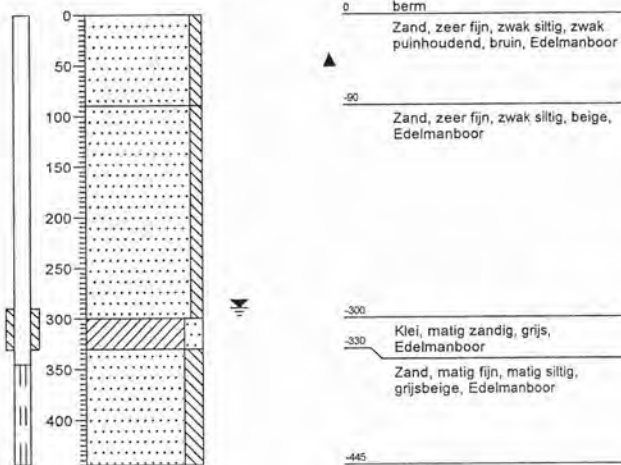 0
50
100
150
200
250
300
350
400
0 berm
Zand, zeer fijn, zwak siltig, zwak
puinhoudend, bruin, Edelmanboor
-90
Zand, zeer fijn, zwak siltig, beige,
Edelmanboor
-300
Klei, matig zandig, grijs,
Edelmanboor
-330
Zand, matig fijn, matig siltig,
grijsbeige, Edelmanboor
-445